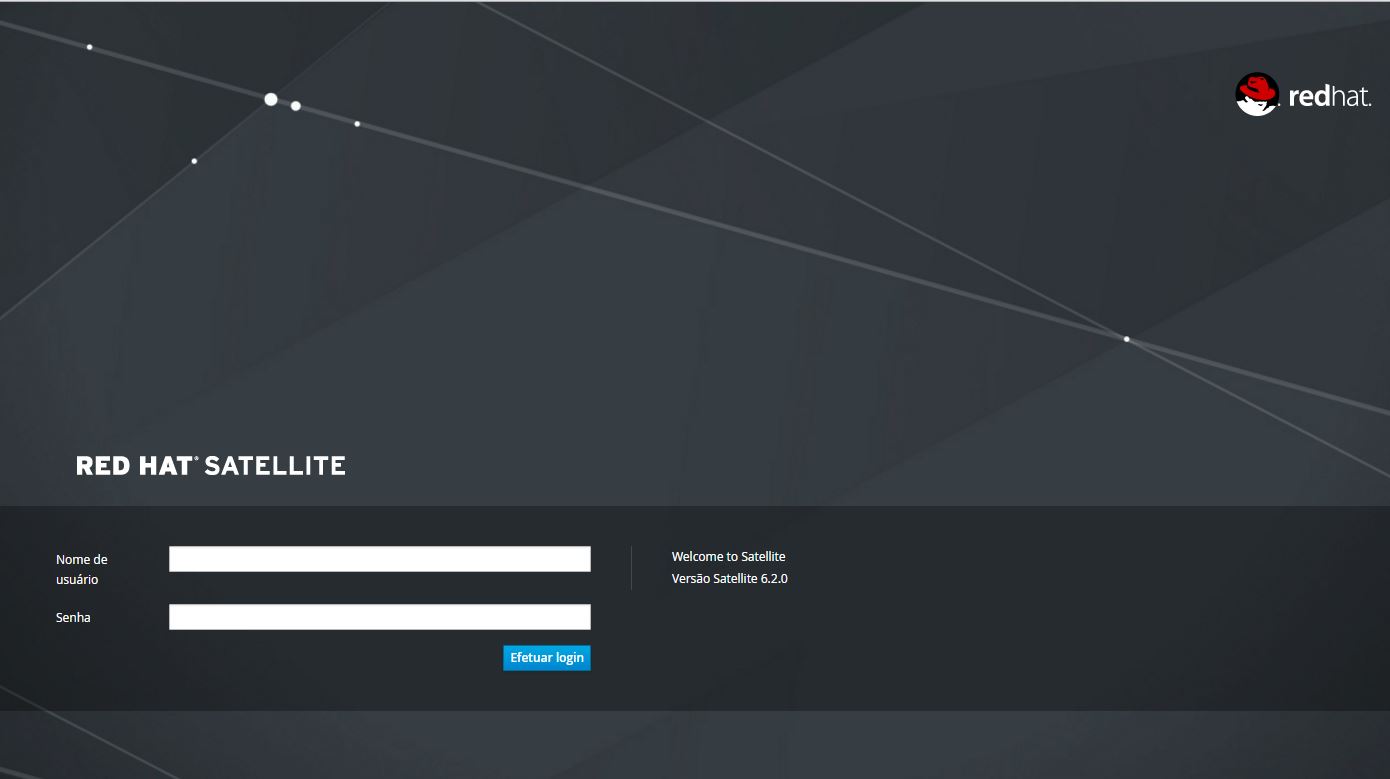 redhat.
RED HAT® SATELLITE
Nome de
usuário
Senha
Efetuar login
Welcome to Satellite
Versão Satellite 6.2.0